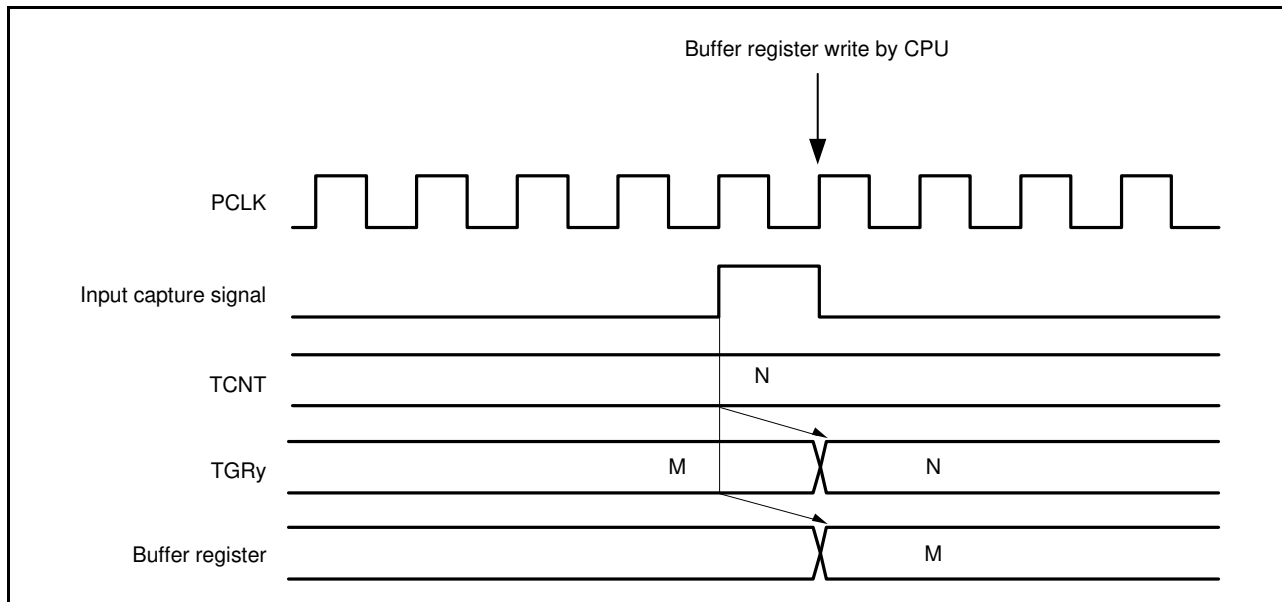 Buffer register write by CPU
PCLK
Input capture signal
TCNT
N
TGRy
M
N
Buffer register
M